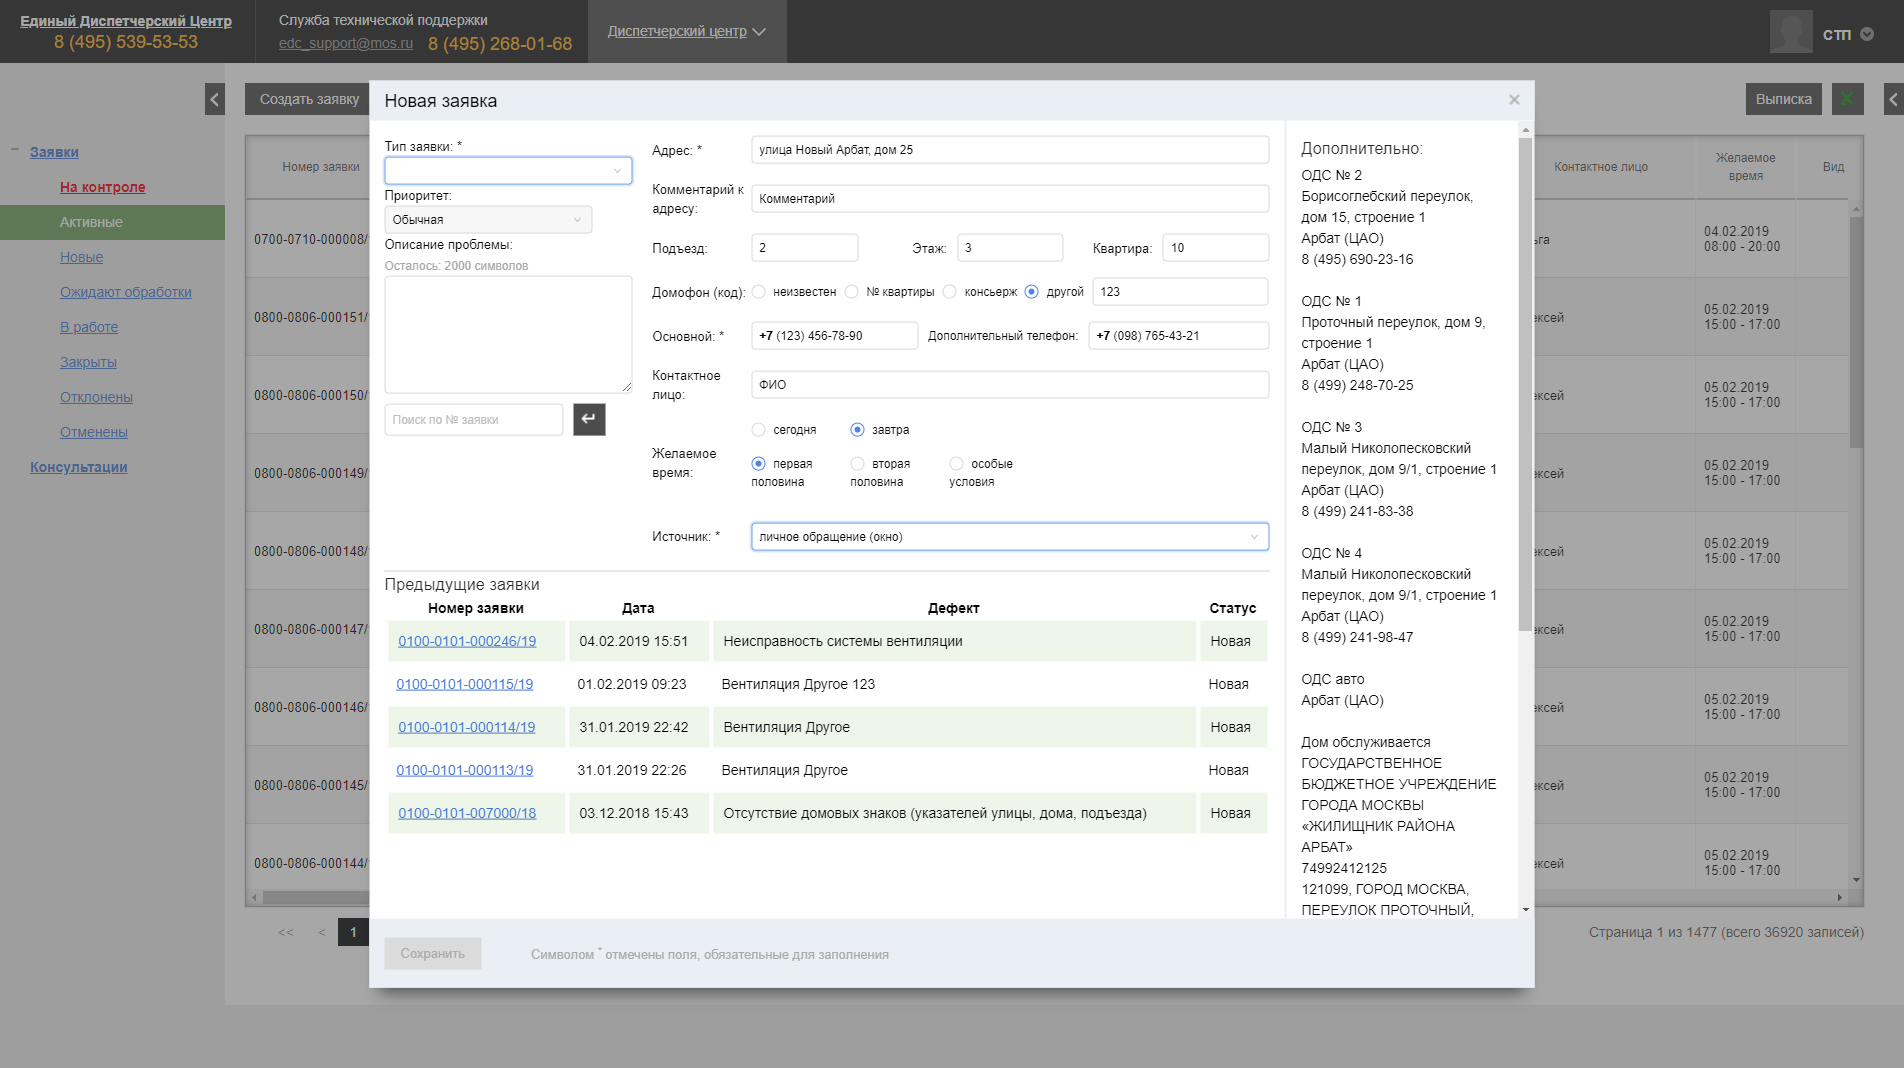 Единый Диспетчерский Центр
8 (495) 539-53-53
Служба технической поддержки
edc_support@mos.ru 8 (495) 268-01-68
Диспетчерский центр
СТП
Создать заявку
Выписка
Заявки
На контроле
Активные
Новые
Ожидают обработки
В работе
Закрыты
Отклонены
Отменены
Консультации
Номер заявки
0700-0710-000008/
0800-0806-000151/
0800-0806-000150/
0800-0806-000149/
0800-0806-000148/
0800-0806-000147/
0800-0806-000146/
0800-0806-000145/
0800-0806-000144/
<< < 1
Новая заявка
Тип заявки: *
Приоритет:
Обычная
Описание проблемы:
Осталось: 2000 символов
Поиск по № заявки
Адрес: * улица Новый Арбат, дом 25
Комментарий к
адресу:
Комментарий
Подъезд: 2 Этаж: 3 Квартира: 10
Домофон (код): неизвестен № квартиры консьерж другой 123
Основной: * +7 (123) 456-78-90 Дополнительный телефон: +7 (098) 765-43-21
Контактное
лицо:
ФИО
сегодня завтра
Желаемое
время:
первая
половина
вторая
половина
особые
условия
Источник: * личное обращение (окно)
Предыдущие заявки
Номер заявки Дата Дефект Статус
0100-0101-000246/19 04.02.2019 15:51 Неисправность системы вентиляции Новая
0100-0101-000115/19 01.02.2019 09:23 Вентиляция Другое 123 Новая
0100-0101-000114/19 31.01.2019 22:42 Вентиляция Другое Новая
0100-0101-000113/19 31.01.2019 22:26 Вентиляция Другое Новая
0100-0101-007000/18 03.12.2018 15:43 Отсутствие домовых знаков (указателей улицы, дома, подъезда) Новая
Сохранить
Символом * отмечены поля, обязательные для заполнения
Дополнительно:
ОДС № 2
Борисоглебский переулок,
дом 15, строение 1
Арбат (ЦАО)
8 (495) 690-23-16
ОДС № 1
Проточный переулок, дом 9,
строение 1
Арбат (ЦАО)
8 (499) 248-70-25
ОДС № 3
Малый Николопесковский
переулок, дом 9/1, строение 1
Арбат (ЦАО)
8 (499) 241-83-38
ОДС № 4
Малый Николопесковский
переулок, дом 9/1, строение 1
Арбат (ЦАО)
8 (499) 241-98-47
ОДС авто
Арбат (ЦАО)
Дом обслуживается
ГОСУДАРСТВЕННОЕ
БЮДЖЕТНОЕ УЧРЕЖДЕНИЕ
ГОРОДА МОСКВЫ
«ЖИЛИЩНИК РАЙОНА
АРБАТ»
74992412125
121099, ГОРОД МОСКВА,
ПЕРЕУЛОК ПРОТОЧНЫЙ,
Контактное лицо
Желаемое
время
Вид
ьга
04.02.2019
08:00 - 20:00
ексей
05.02.2019
15:00 - 17:00
ексей
05.02.2019
15:00 - 17:00
ексей
05.02.2019
15:00 - 17:00
ексей
05.02.2019
15:00 - 17:00
ексей
05.02.2019
15:00 - 17:00
ексей
05.02.2019
15:00 - 17:00
ексей
05.02.2019
15:00 - 17:00
ексей
05.02.2019
15:00 - 17:00
Страница 1 из 1477 (всего 36920 записей)